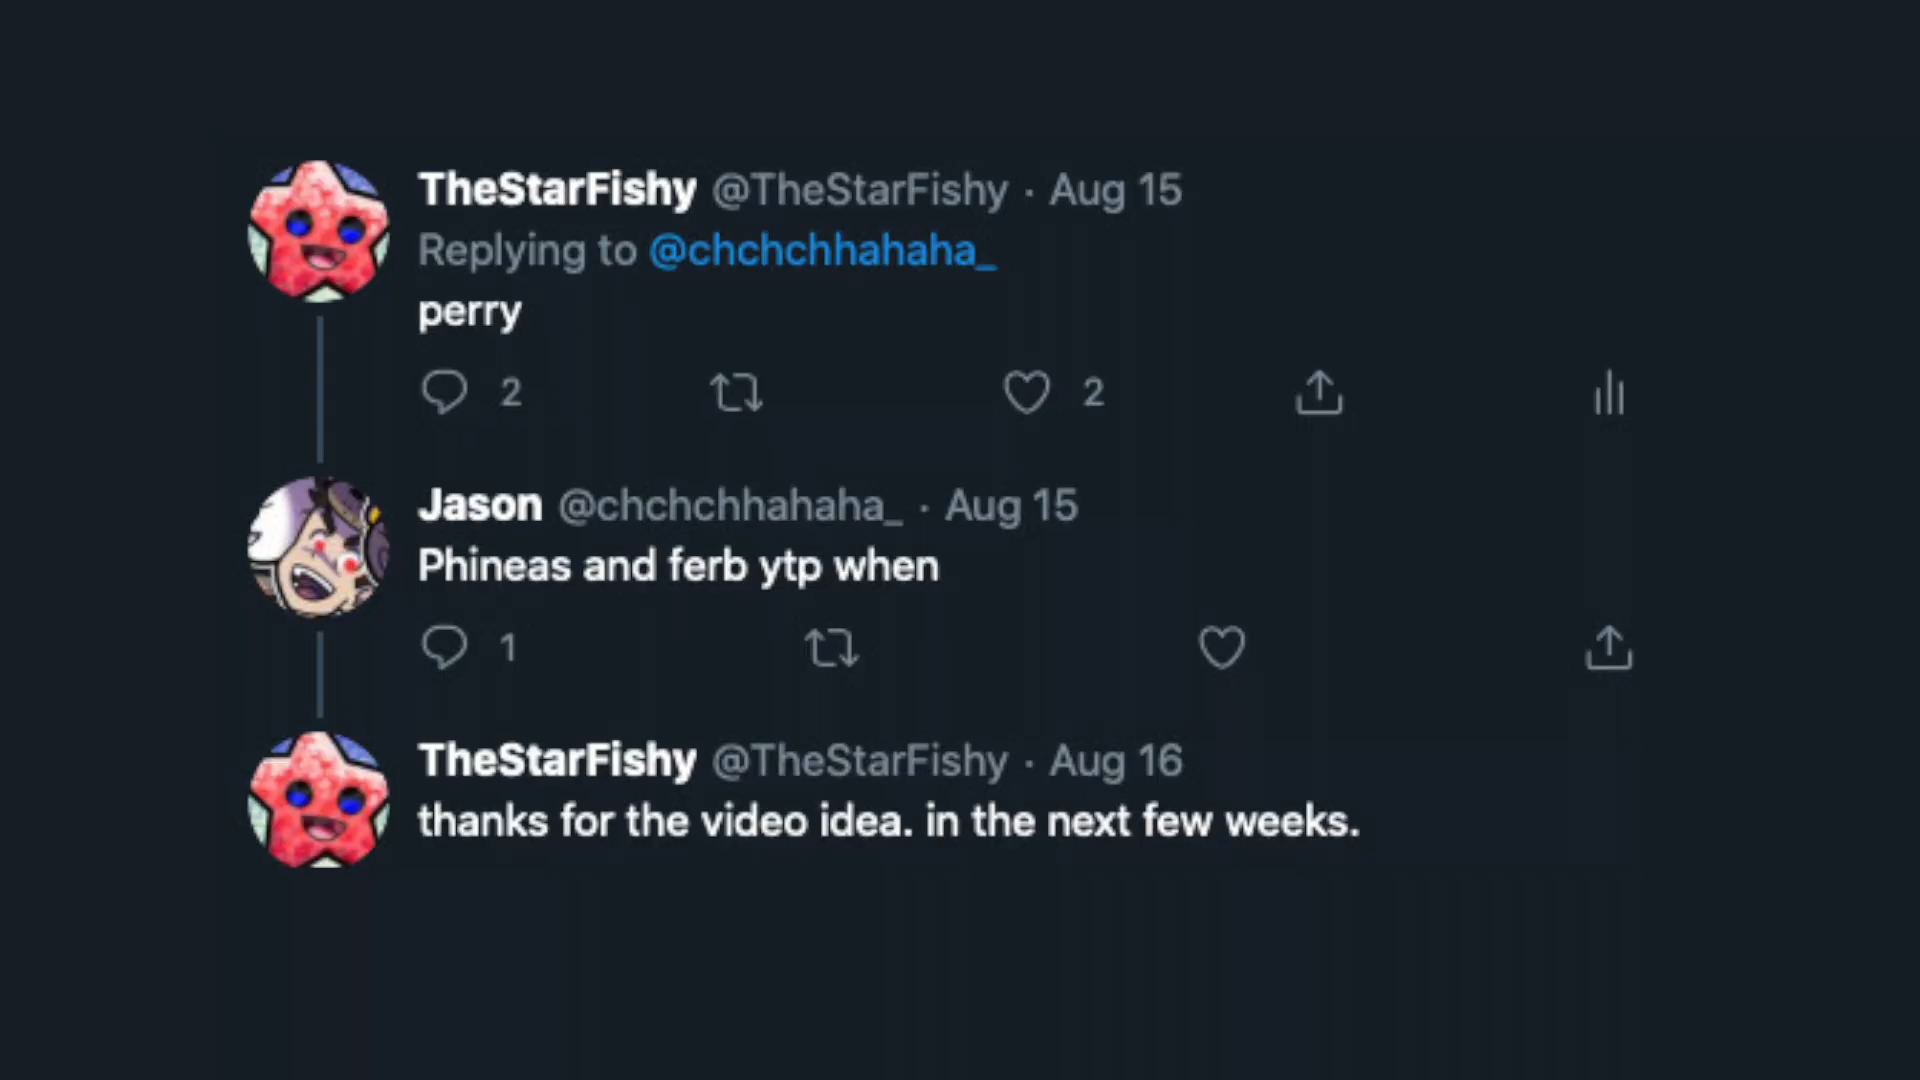 TheStarFishy @TheStarFishy · Aug 15
Replying to @chchchhahaha_
perry
2 2
Jason @chchchhahaha_ · Aug 15
Phineas and ferb ytp when
1
TheStarFishy @TheStarFishy · Aug 16
thanks for the video idea. in the next few weeks.